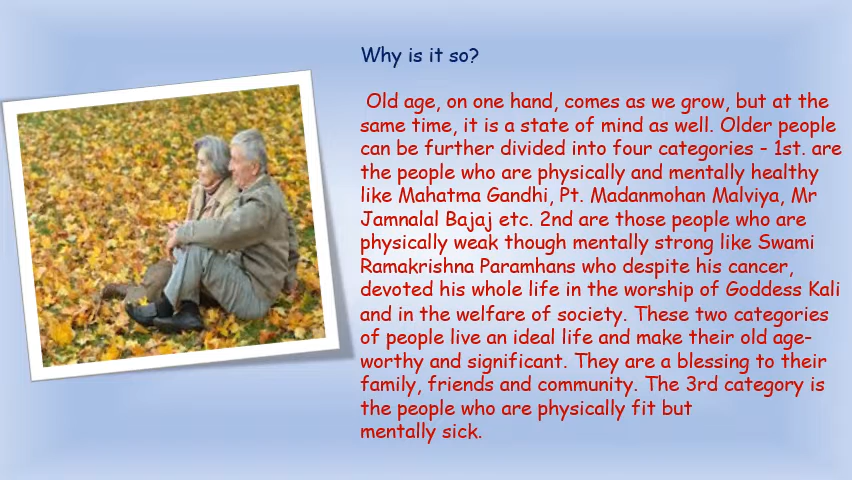 Why is it so?
Old age, on one hand, comes as we grow, but at the
same time, it is a state of mind as well. Older people
can be further divided into four categories - 1st. are
the people who are physically and mentally healthy
like Mahatma Gandhi, Pt. Madanmohan Malviya, Mr
Jamnalal Bajaj etc. 2nd are those people who are
physically weak though mentally strong like Swami
Ramakrishna Paramhans who despite his cancer,
devoted his whole life in the worship of Goddess Kali
and in the welfare of society. These two categories
of people live an ideal life and make their old age-
worthy and significant. They are a blessing to their
family, friends and community. The 3rd category is
the people who are physically fit but
mentally sick.